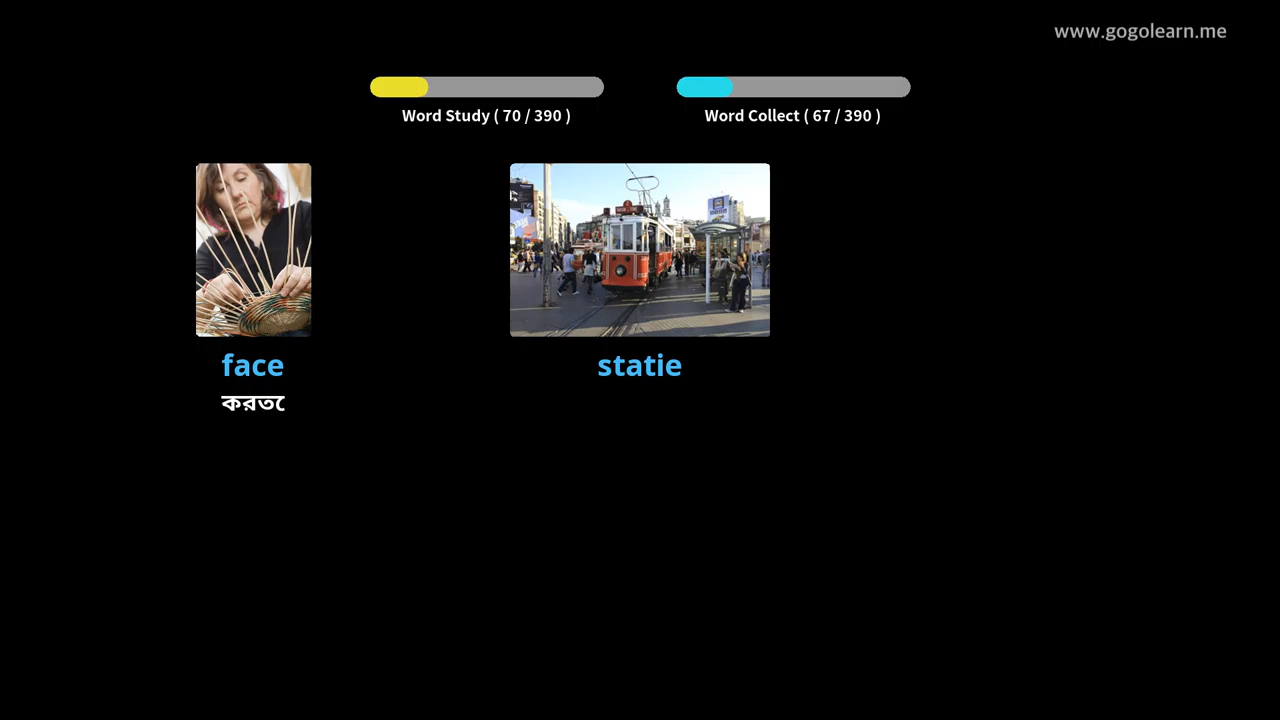 www.gogolearn.me
Word Study ( 70 / 390 )
Word Collect ( 67 / 390 )
face
statie
করতে